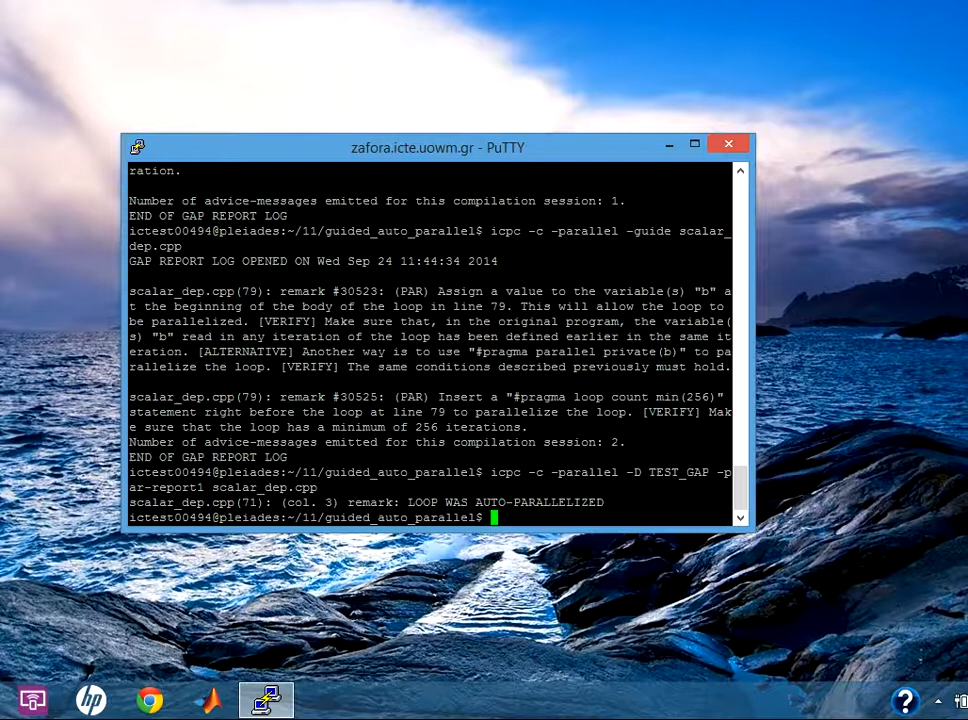 zafora.icte.uowm.gr - PuTTY
ration.
Number of advice-messages emitted for this compilation session: 1.
END OF GAP REPORT LOG
ictest00494@pleiades:~/11/guided_auto_parallel$ icpc -c -parallel -guide scalar_
dep.cpp
GAP REPORT LOG OPENED ON Wed Sep 24 11:44:34 2014
scalar_dep.cpp(79): remark #30523: (PAR) Assign a value to the variable(s) "b" a
t the beginning of the body of the loop in line 79. This will allow the loop to
be parallelized. [VERIFY] Make sure that, in the original program, the variable(
s) "b" read in any iteration of the loop has been defined earlier in the same it
eration. [ALTERNATIVE] Another way is to use "#pragma parallel private(b)" to pa
rallelize the loop. [VERIFY] The same conditions described previously must hold.
scalar_dep.cpp(79): remark #30525: (PAR) Insert a "#pragma loop count min(256)"
statement right before the loop at line 79 to parallelize the loop. [VERIFY] Mak
e sure that the loop has a minimum of 256 iterations.
Number of advice-messages emitted for this compilation session: 2.
END OF GAP REPORT LOG
ictest00494@pleiades:~/11/guided_auto_parallel$ icpc -c -parallel -D TEST_GAP -p
ar-report1 scalar_dep.cpp
scalar_dep.cpp(71): (col. 3) remark: LOOP WAS AUTO-PARALLELIZED
ictest00494@pleiades:~/11/guided_auto_parallel$
hp
?